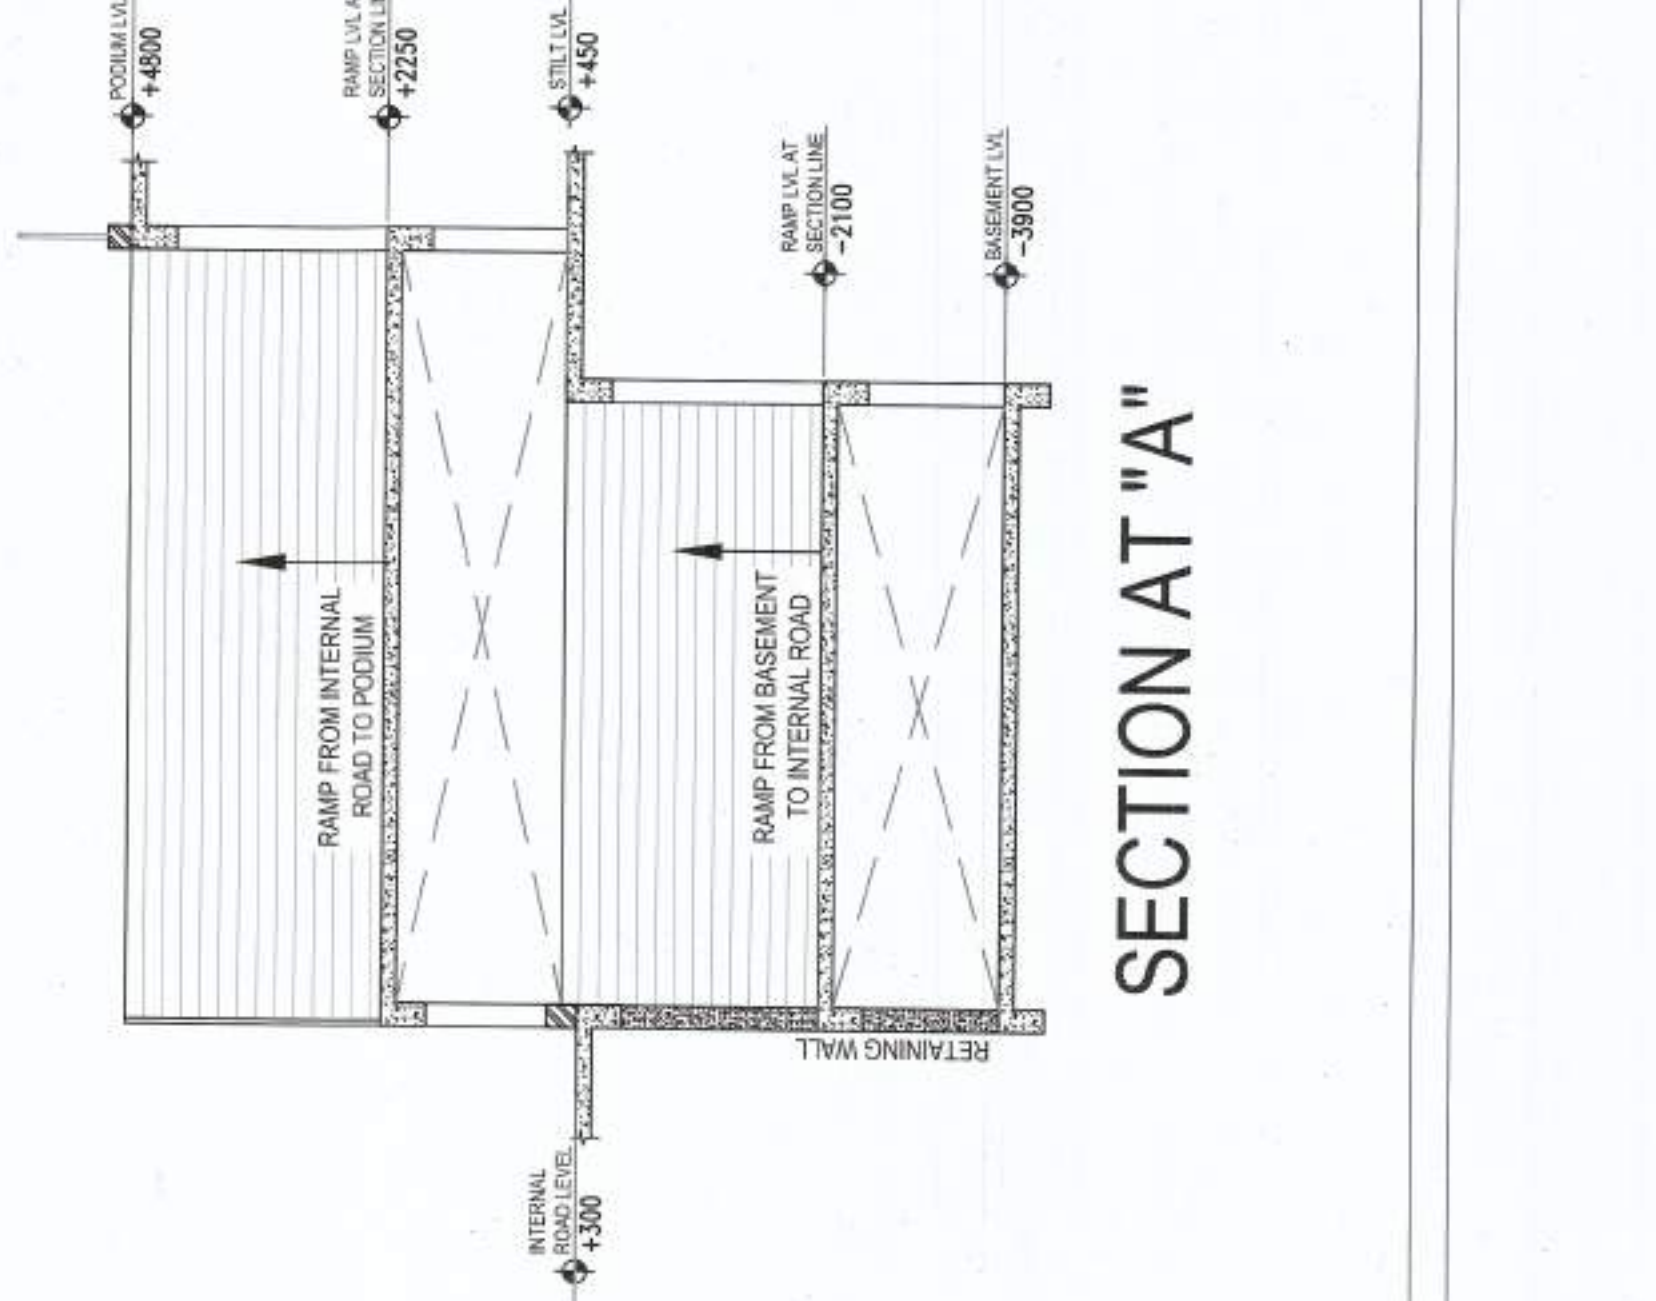 PODIUM LVL
+4800
RAMP LVL A
SECTION LI
+2250
STILT LVL
+450
RAMP LVL AT
SECTION LINE
-2100
BASEMENT LVL
-3900
RAMP FROM INTERNAL
ROAD TO PODIUM
RAMP FROM BASEMENT
TO INTERNAL ROAD
RETAINING WALL
INTERNAL
ROAD LEVEL
+300
SECTION AT "A"